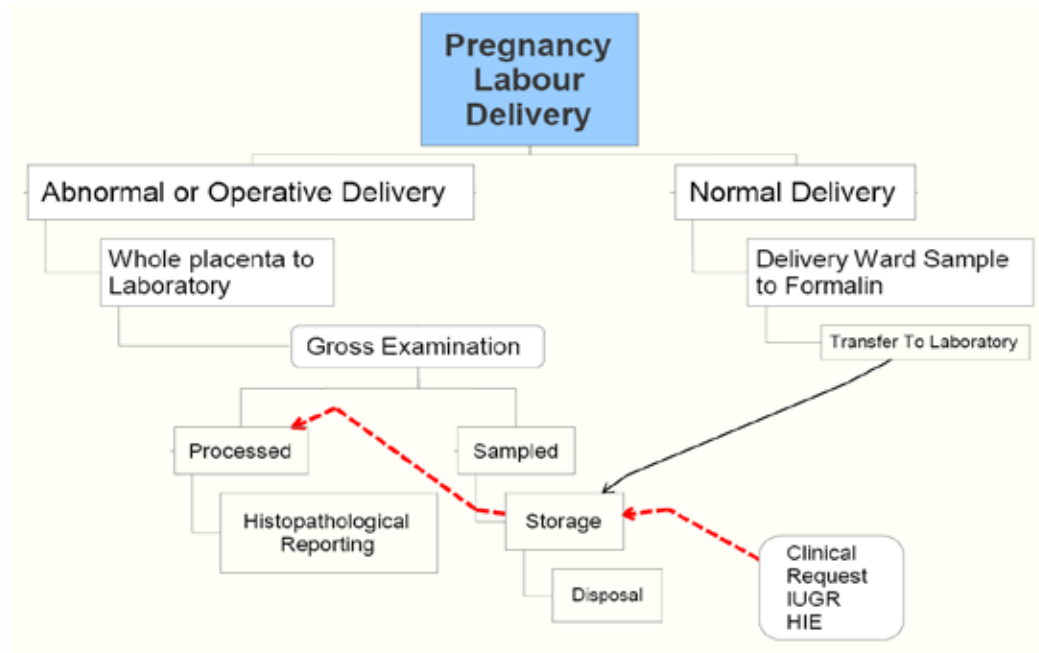 Pregnancy
Labour
Delivery
Abnormal or Operative Delivery
Normal Delivery
Whole placenta to
Laboratory
Delivery Ward Sample
to Formalin
Gross Examination
Transfer To Laboratory
Processed
Sampled
Histopathological
Reporting
Storage
Disposal
Clinical
Request
IUGR
HIE